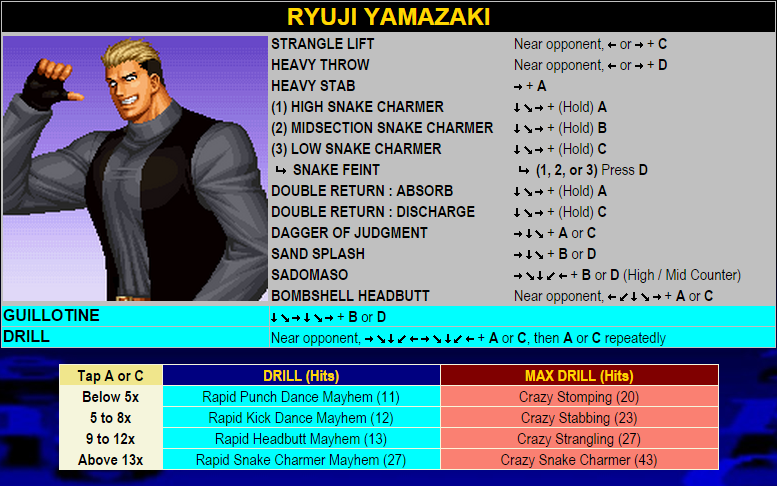 RYUJI YAMAZAKI
STRANGLE LIFT Near opponent, ← or → + C
HEAVY THROW Near opponent, ← or → + D
HEAVY STAB → + A
(1) HIGH SNAKE CHARMER ↓ ↘ → + (Hold) A
(2) MIDSECTION SNAKE CHARMER ↓ ↘ → + (Hold) B
(3) LOW SNAKE CHARMER ↓ ↘ → + (Hold) C
↳ SNAKE FEINT ↳ (1, 2, or 3) Press D
DOUBLE RETURN : ABSORB ↓ ↘ → + (Hold) A
DOUBLE RETURN : DISCHARGE ↓ ↘ → + (Hold) C
DAGGER OF JUDGMENT → ↓ ↘ + A or C
SAND SPLASH → ↓ ↘ + B or D
SADOMASO → ↘ ↓ ↙ ← + B or D (High / Mid Counter)
BOMBSHELL HEADBUTT Near opponent, ← ↙ ↓ ↘ → + A or C
GUILLOTINE ↓ ↘ → ↓ ↘ → + B or D
DRILL Near opponent, → ↘ ↓ ↙ ← → ↘ ↓ ↙ ← + A or C, then A or C repeatedly
Tap A or C DRILL (Hits) MAX DRILL (Hits)
Below 5x Rapid Punch Dance Mayhem (11) Crazy Stomping (20)
5 to 8x Rapid Kick Dance Mayhem (12) Crazy Stabbing (23)
9 to 12x Rapid Headbutt Mayhem (13) Crazy Strangling (27)
Above 13x Rapid Snake Charmer Mayhem (27) Crazy Snake Charmer (43)